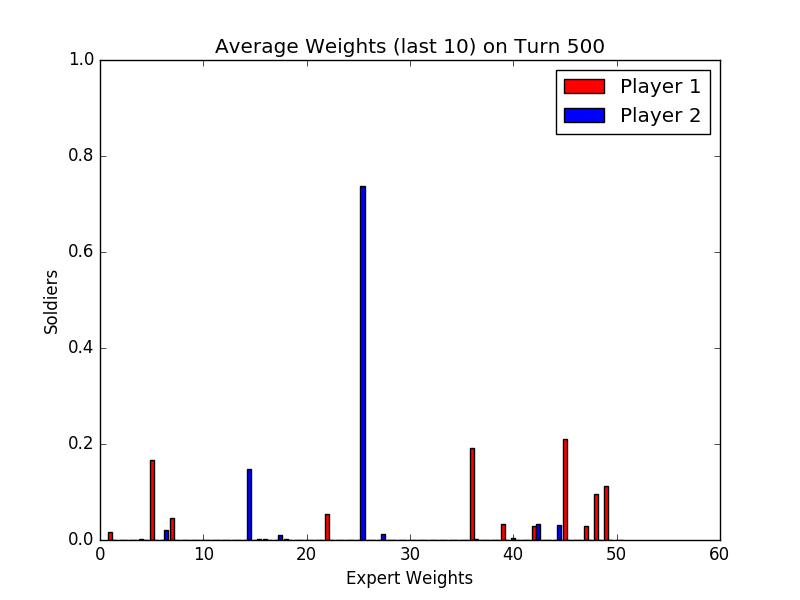 Average Weights (last 10) on Turn 500
1.0
0.8
0.6
0.4
0.2
0.0
Soldiers
Player 1
Player 2
0 10 20 30 40 50 60
Expert Weights